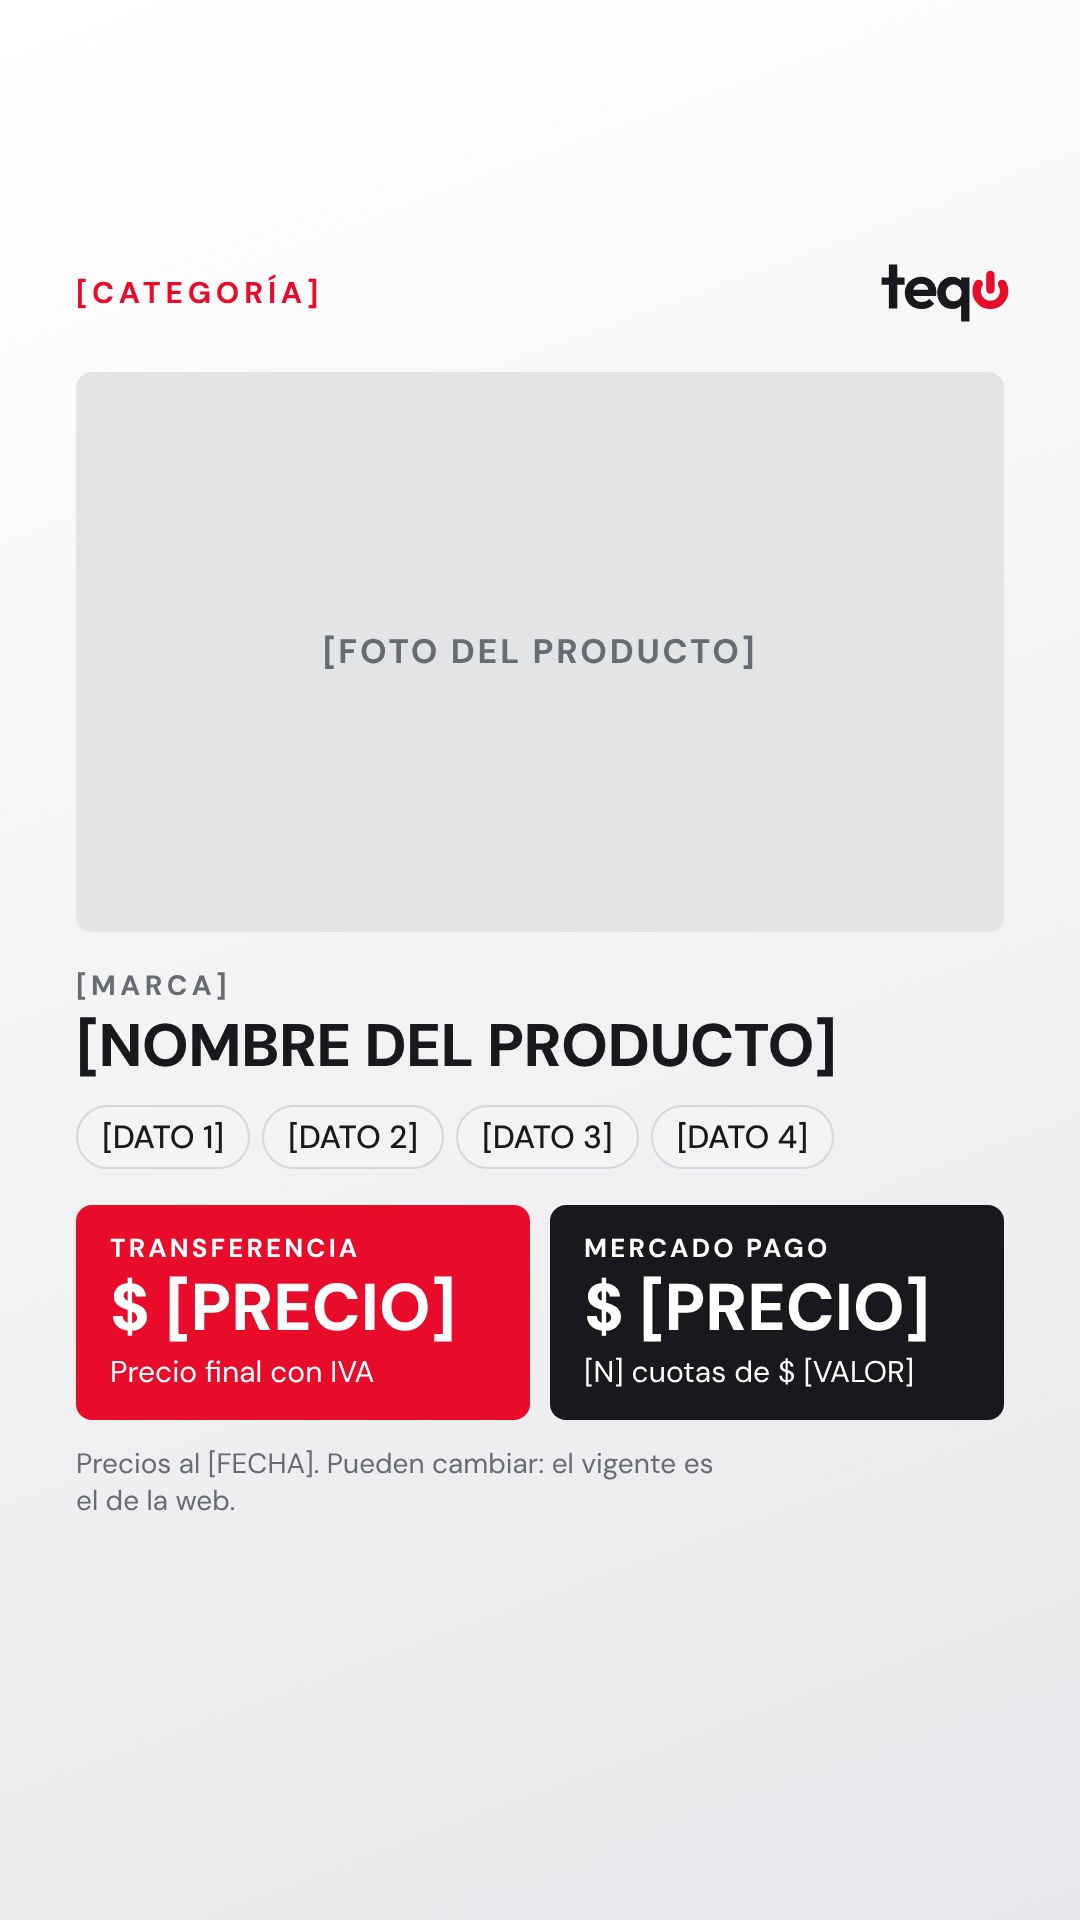 [CATEGORÍA]
teqo
[FOTO DEL PRODUCTO]
[MARCA]
[NOMBRE DEL PRODUCTO]
[DATO 1] [DATO 2] [DATO 3] [DATO 4]
TRANSFERENCIA
$ [PRECIO]
Precio final con IVA
MERCADO PAGO
$ [PRECIO]
[N] cuotas de $ [VALOR]
Precios al [FECHA]. Pueden cambiar: el vigente es
el de la web.